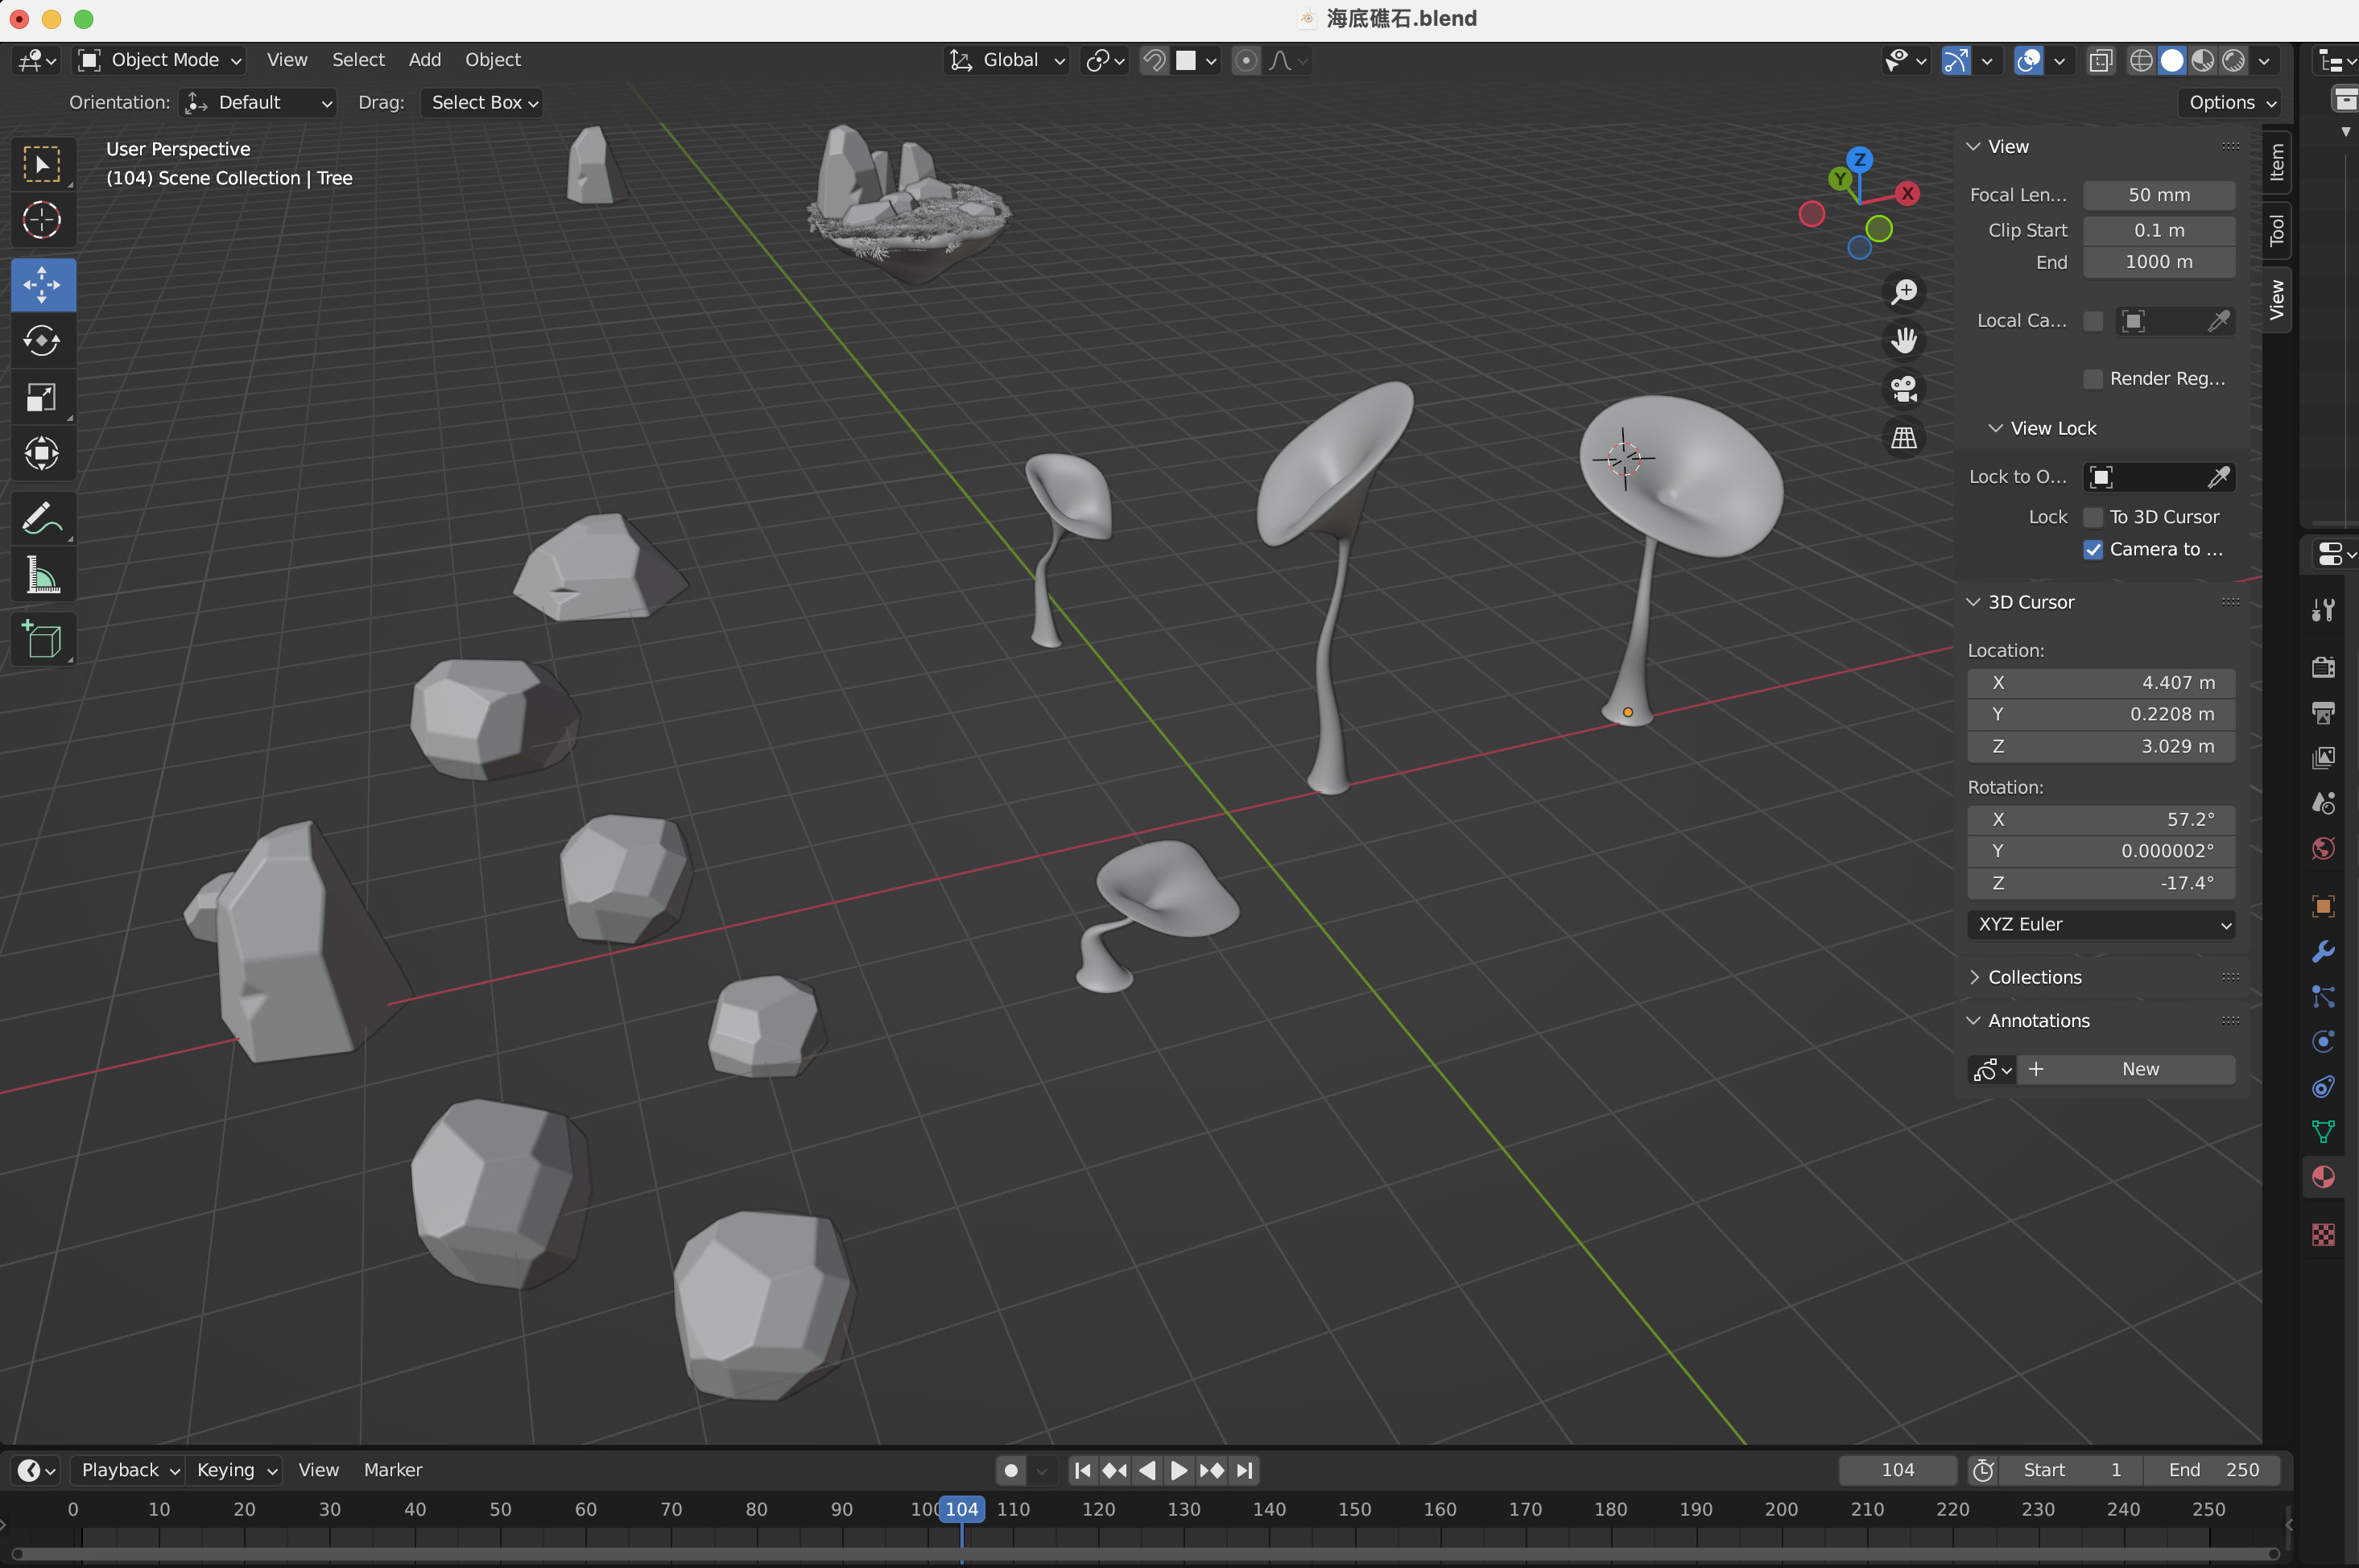 海底礁石.blend
Object Mode View Select Add Object Global
Orientation: Default Drag: Select Box Options
User Perspective
(104) Scene Collection | Tree
Z
Y
X
View
Focal Len... 50 mm
Clip Start 0.1 m
End 1000 m
Local Ca...
Render Reg...
View Lock
Lock to O...
Lock To 3D Cursor
Camera to ...
3D Cursor
Location:
X 4.407 m
Y 0.2208 m
Z 3.029 m
Rotation:
X 57.2°
Y 0.000002°
Z -17.4°
XYZ Euler
Collections
Annotations
New
Item
Tool
View
Playback Keying View Marker 104 Start 1 End 250
0 10 20 30 40 50 60 70 80 90 100 104 110 120 130 140 150 160 170 180 190 200 210 220 230 240 250